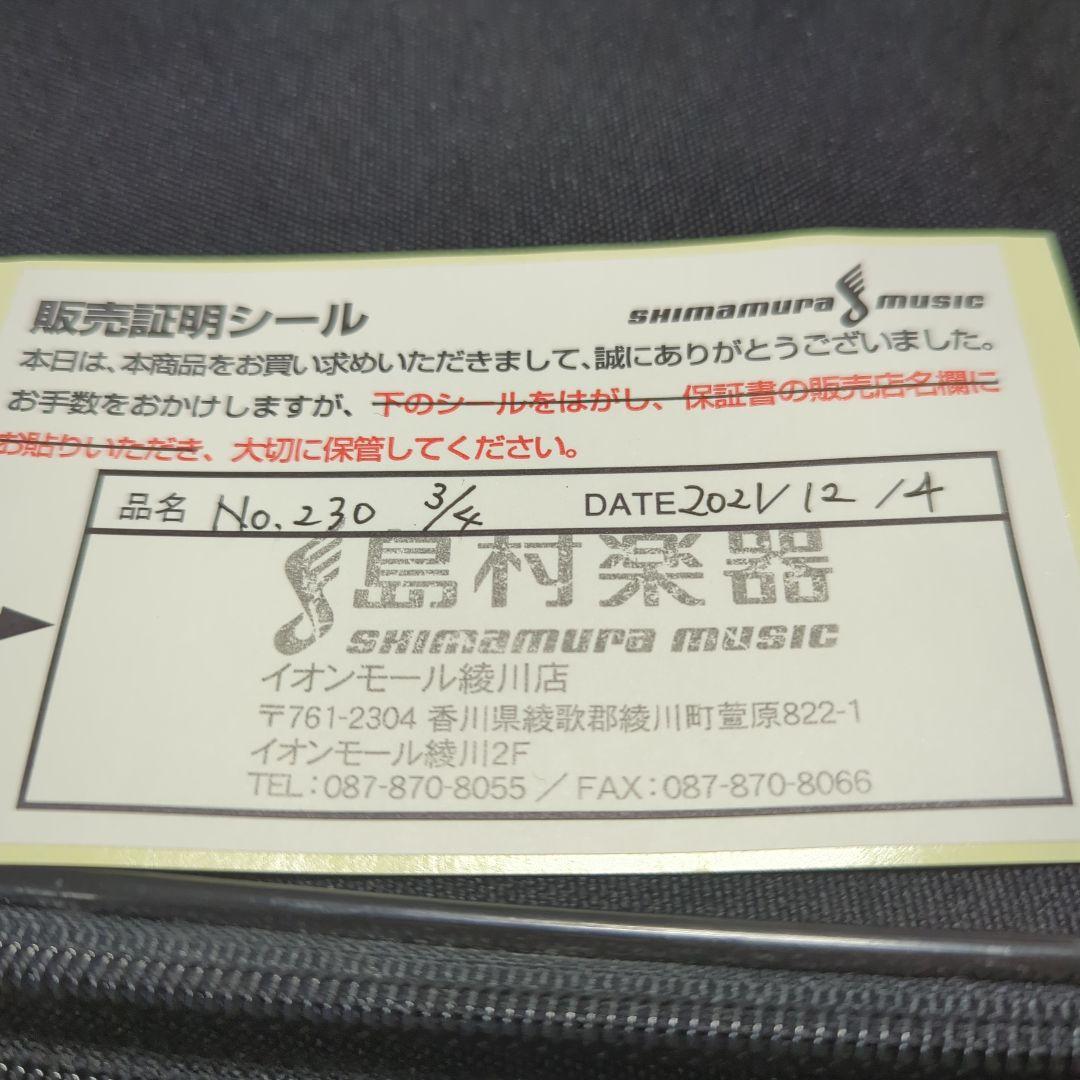 販売証明シール
SHIMAMURA MUSIC
本日は、本商品をお買い求めいただきまして、誠にありがとうございました。
お手数をおかけしますが、下のシールをはがし、保証書の販売店名欄に
お貼りいただき、大切に保管してください。
品名 No.230 3/4 DATE 2021/12/4
島村楽器
SHIMAMURA MUSIC
イオンモール綾川店
〒761-2304 香川県綾歌郡綾川町萱原822-1
イオンモール綾川2F
TEL:087-870-8055/FAX:087-870-8066